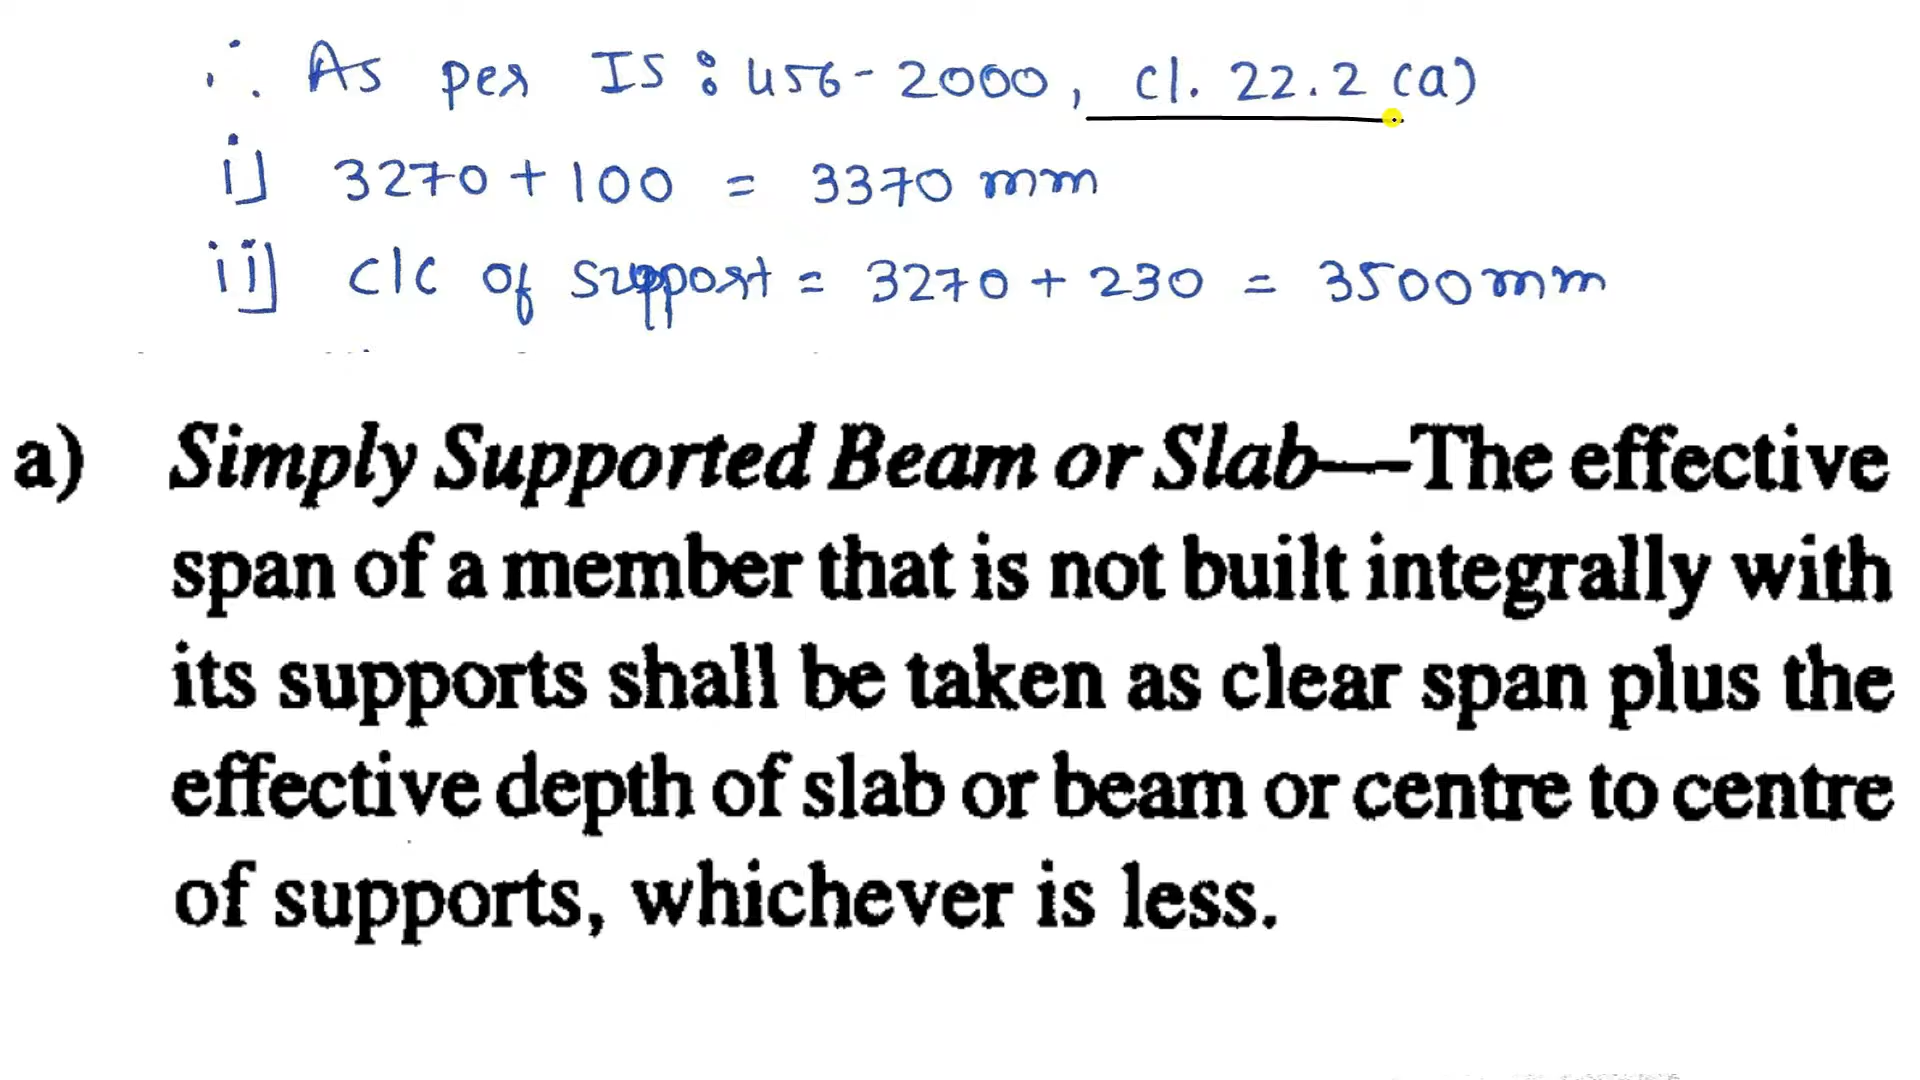 ∴ As per IS : 456-2000, cl. 22.2 (a)
i] 3270 + 100 = 3370 mm
ii] c/c of support = 3270 + 230 = 3500 mm
a) Simply Supported Beam or Slab—The effective
span of a member that is not built integrally with
its supports shall be taken as clear span plus the
effective depth of slab or beam or centre to centre
of supports, whichever is less.